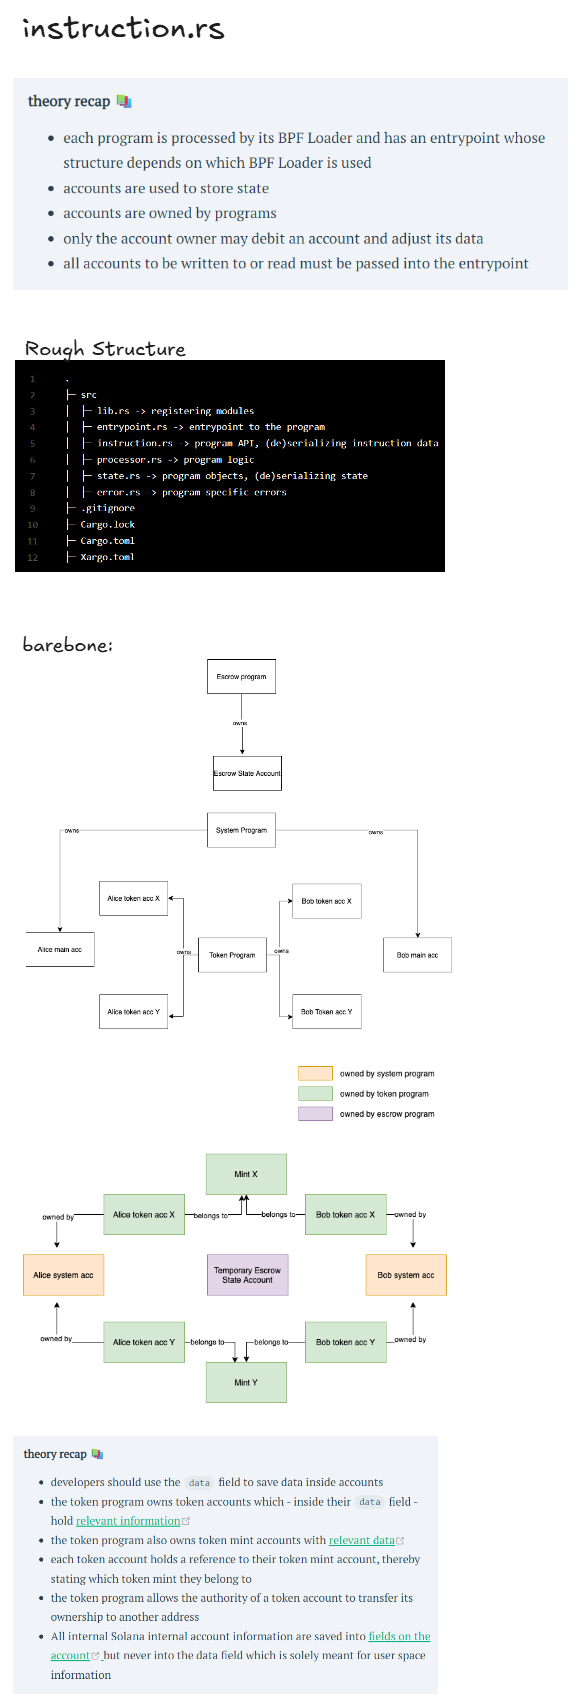 instruction.rs
theory recap 📚
• each program is processed by its BPF Loader and has an entrypoint whose
structure depends on which BPF Loader is used
• accounts are used to store state
• accounts are owned by programs
• only the account owner may debit an account and adjust its data
• all accounts to be written to or read must be passed into the entrypoint
Rough Structure
1 .
2 ├─ src
3 │ ├─ lib.rs -> registering modules
4 │ ├─ entrypoint.rs -> entrypoint to the program
5 │ ├─ instruction.rs -> program API, (de)serializing instruction data
6 │ ├─ processor.rs -> program logic
7 │ ├─ state.rs -> program objects, (de)serializing state
8 │ ├─ error.rs -> program specific errors
9 ├─ .gitignore
10 ├─ Cargo.lock
11 ├─ Cargo.toml
12 ├─ Xargo.toml
barebone:
Escrow program
owns
Escrow State Account
System Program
owns
owns
Alice token acc X
Bob token acc X
Alice main acc
owns
Token Program
owns
Bob main acc
Alice token acc Y
Bob Token acc Y
owned by system program
owned by token program
owned by escrow program
Mint X
owned by
Alice token acc X
belongs to
belongs to
Bob token acc X
owned by
Alice system acc
Temporary Escrow
State Account
Bob system acc
owned by
Alice token acc Y
belongs to
belongs to
Bob token acc Y
owned by
Mint Y
theory recap 📚
• developers should use the data field to save data inside accounts
• the token program owns token accounts which - inside their data field -
hold relevant information
• the token program also owns token mint accounts with relevant data
• each token account holds a reference to their token mint account, thereby
stating which token mint they belong to
• the token program allows the authority of a token account to transfer its
ownership to another address
• All internal Solana internal account information are saved into fields on the
account but never into the data field which is solely meant for user space
information